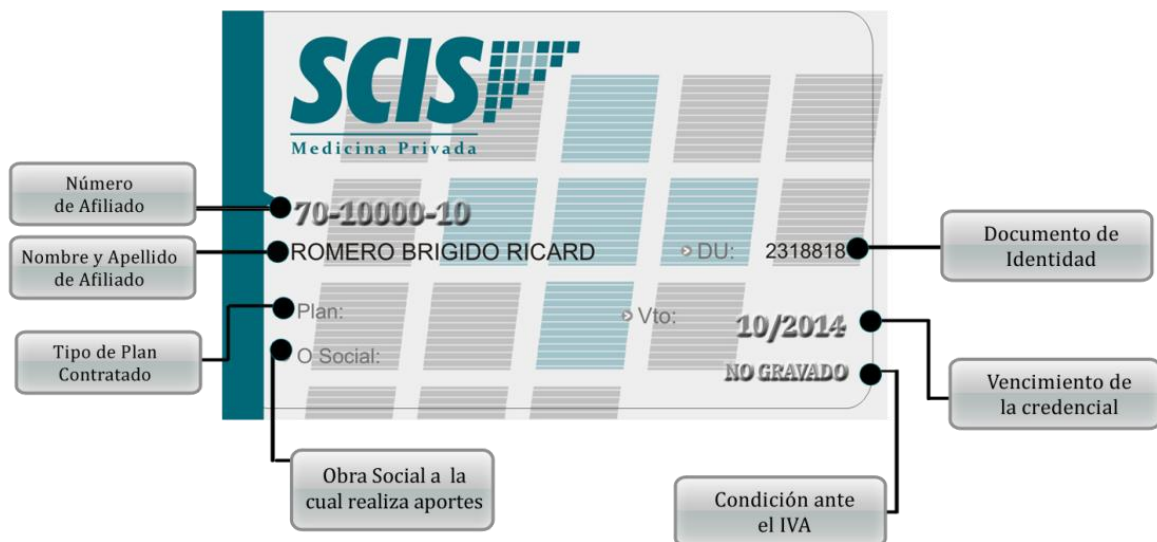 SCIS
Medicina Privada
Número
de Afiliado
70-10000-10
Nombre y Apellido
de Afiliado
ROMERO BRIGIDO RICARD
DU: 2318818
Documento de
Identidad
Plan:
Vto: 10/2014
Tipo de Plan
Contratado
O Social:
NO GRAVADO
Vencimiento de
la credencial
Obra Social a la
cual realiza aportes
Condición ante
el IVA